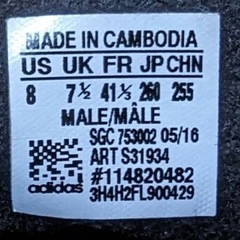 MADE IN CAMBODIA
US UK FR JP CHN
8 7½ 41⅓ 260 255
MALE/MÂLE
SGC 753002 05/16
ART S31934
#114820482
adidas 3H4H2FL900429